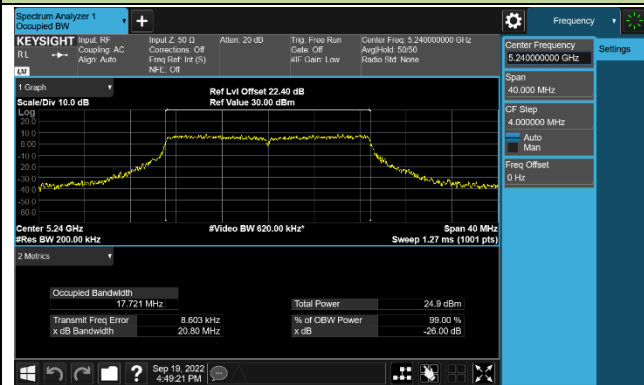 Spectrum Analyzer 1
Occupied BW
+
Frequency
KEYSIGHT
RL
LXI
Input: RF
Coupling: AC
Align: Auto
Input Z: 50 Ω
Corrections: Off
Freq Ref: Int (S)
NFE: Off
Atten: 20 dB
Trig: Free Run
Gate: Off
#IF Gain: Low
Center Freq: 5.240000000 GHz
Avg|Hold: 50/50
Radio Std: None
Center Frequency
5.240000000 GHz
Settings
Span
40.000 MHz
CF Step
4.000000 MHz
Auto
Man
Freq Offset
0 Hz
1 Graph
Scale/Div 10.0 dB
Ref Lvl Offset 22.40 dB
Ref Value 30.00 dBm
Log
20.0
10.0
0.00
-10.0
-20.0
-30.0
-40.0
-50.0
-60.0
Center 5.24 GHz
#Res BW 200.00 kHz
#Video BW 620.00 kHz*
Span 40 MHz
Sweep 1.27 ms (1001 pts)
2 Metrics
Occupied Bandwidth
17.721 MHz
Total Power 24.9 dBm
Transmit Freq Error 8.603 kHz
% of OBW Power 99.00 %
x dB Bandwidth 20.80 MHz
x dB -26.00 dB
?
Sep 19, 2022
4:49:21 PM